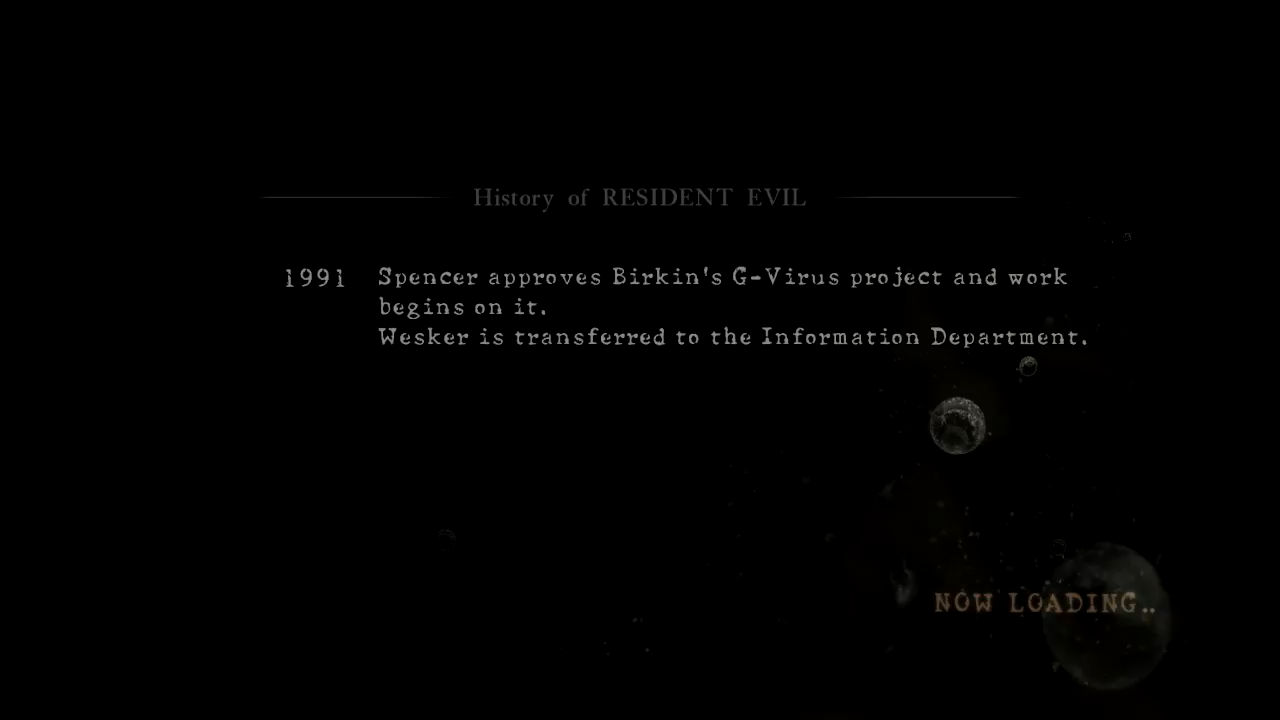 History of RESIDENT EVIL
1991 Spencer approves Birkin's G-Virus project and work
begins on it.
Wesker is transferred to the Information Department.
NOW LOADING..